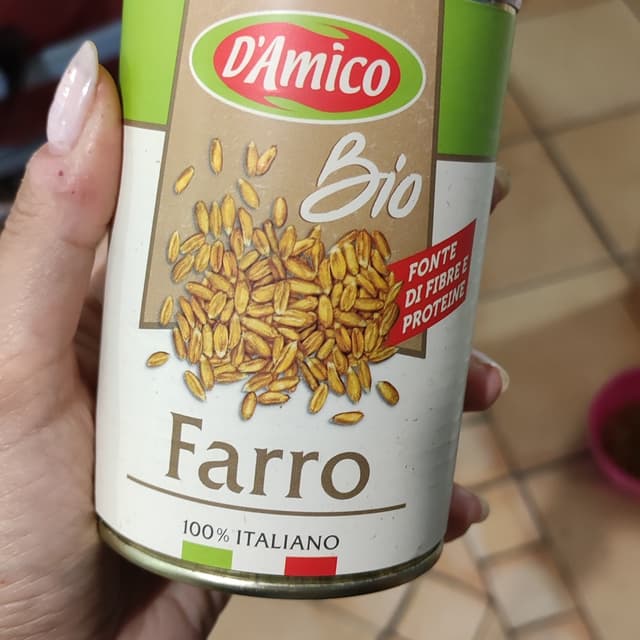 D'Amico
Bio
FONTE
DI FIBRE E
PROTEINE
Farro
100% ITALIANO